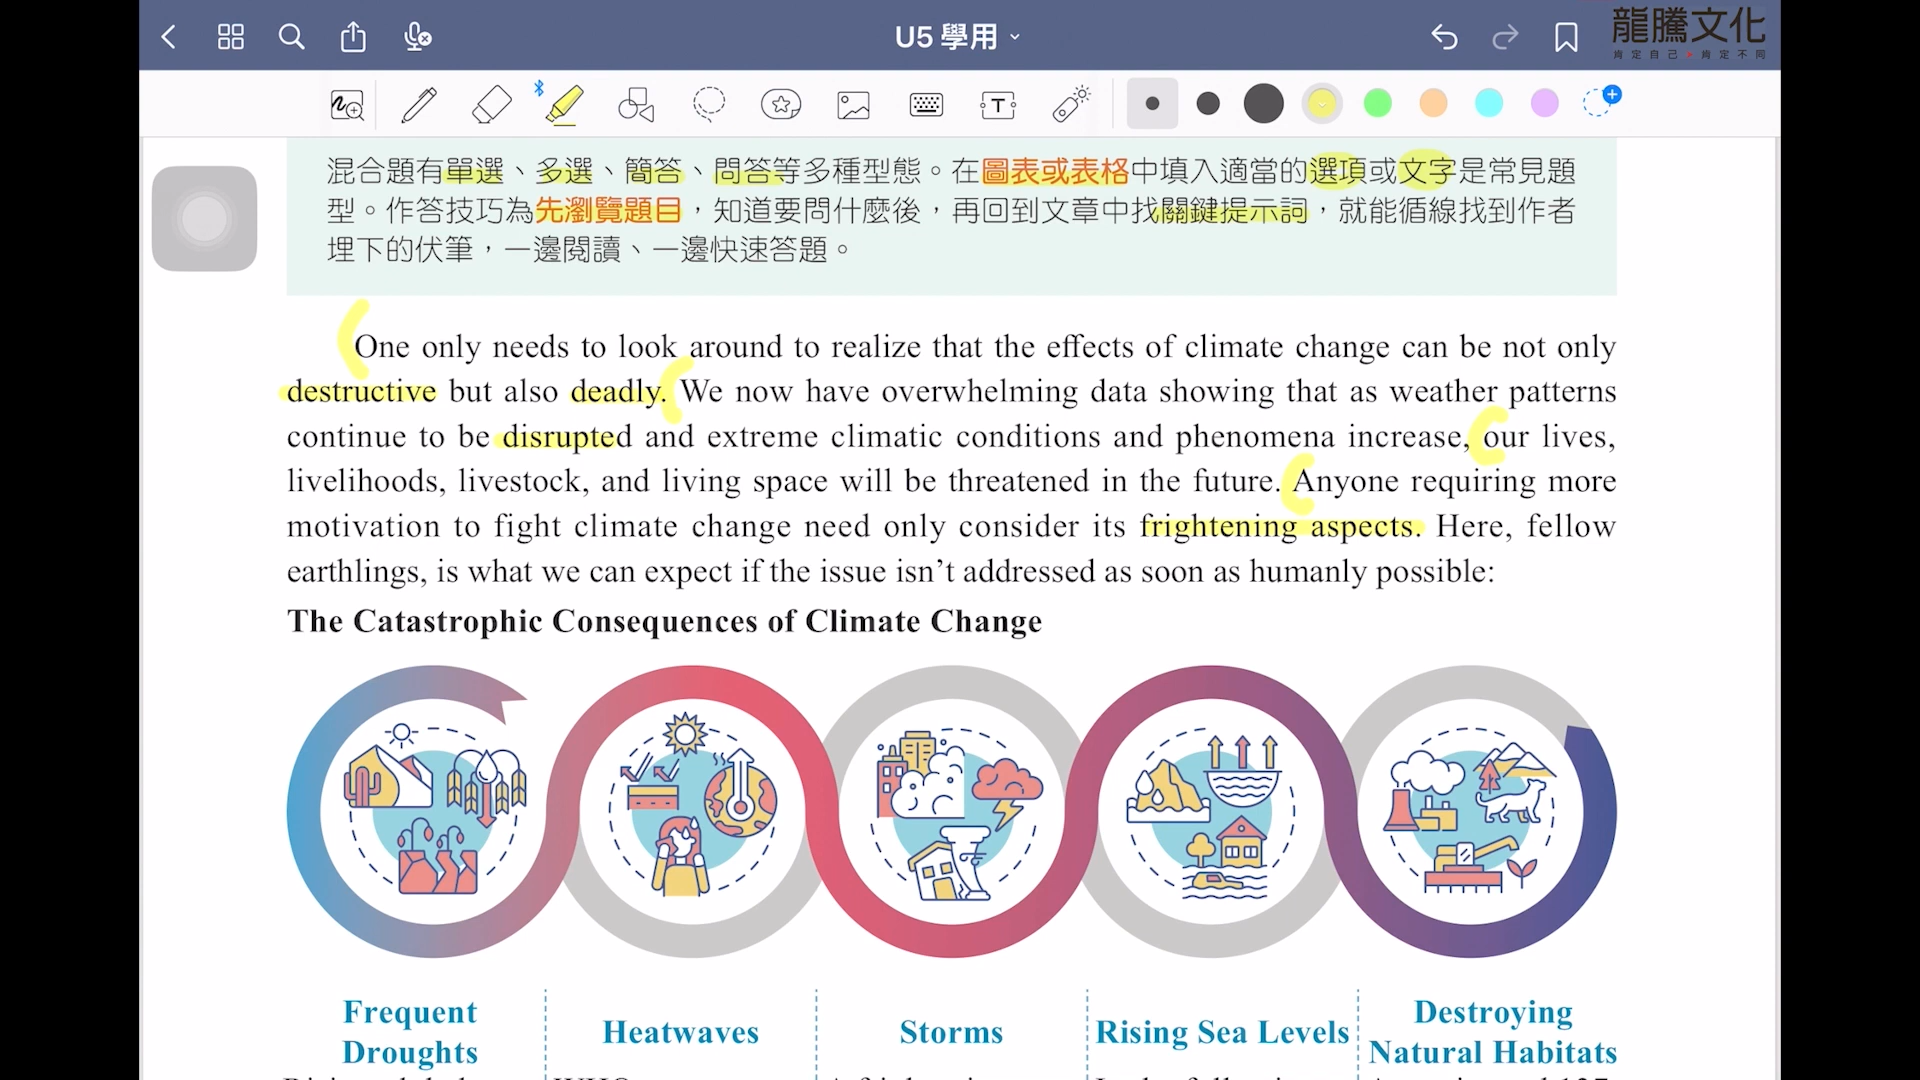 U5 學用
龍騰文化
肯定自己 肯定不同
混合題有單選、多選、簡答、問答等多種型態。在圖表或表格中填入適當的選項或文字是常見題
型。作答技巧為先瀏覽題目，知道要問什麼後，再回到文章中找關鍵提示詞，就能循線找到作者
埋下的伏筆，一邊閱讀、一邊快速答題。
One only needs to look around to realize that the effects of climate change can be not only
destructive but also deadly. We now have overwhelming data showing that as weather patterns
continue to be disrupted and extreme climatic conditions and phenomena increase, our lives,
livelihoods, livestock, and living space will be threatened in the future. Anyone requiring more
motivation to fight climate change need only consider its frightening aspects. Here, fellow
earthlings, is what we can expect if the issue isn’t addressed as soon as humanly possible:
The Catastrophic Consequences of Climate Change
Frequent
Droughts
Heatwaves
Storms
Rising Sea Levels
Destroying
Natural Habitats